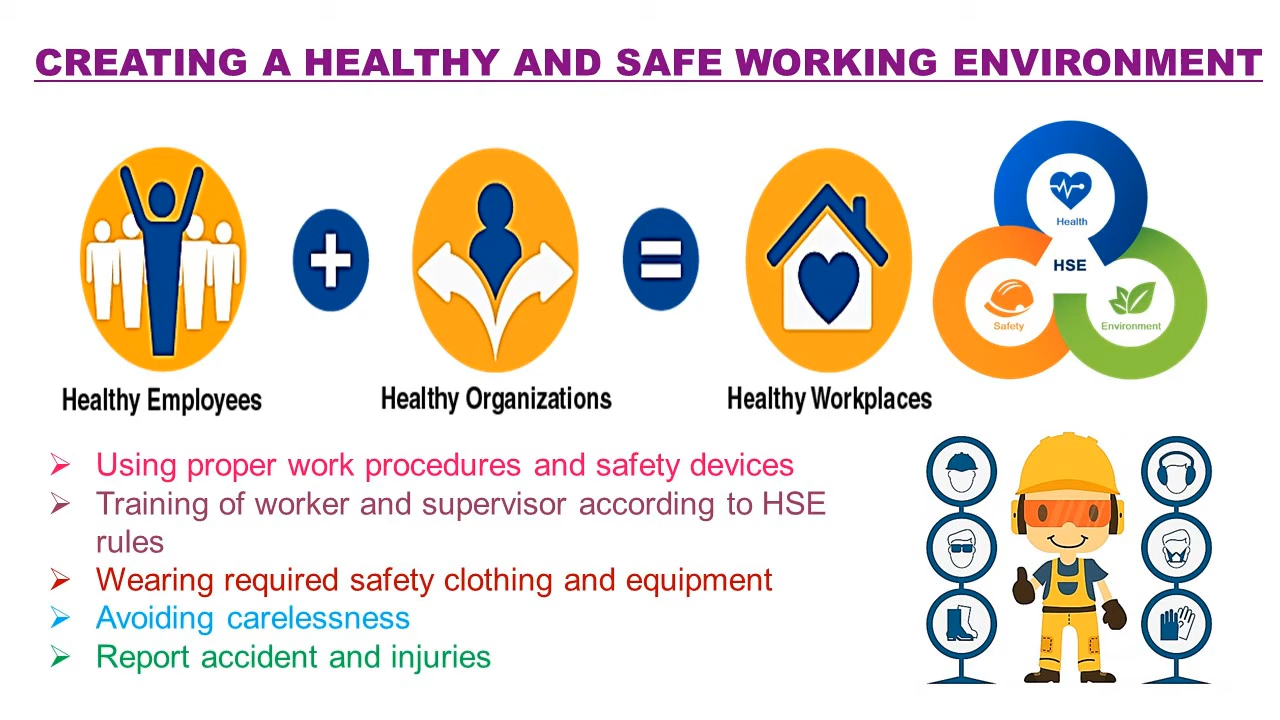 CREATING A HEALTHY AND SAFE WORKING ENVIRONMENT
Health
HSE
Safety
Environment
Healthy Employees
Healthy Organizations
Healthy Workplaces
Using proper work procedures and safety devices
Training of worker and supervisor according to HSE
rules
Wearing required safety clothing and equipment
Avoiding carelessness
Report accident and injuries